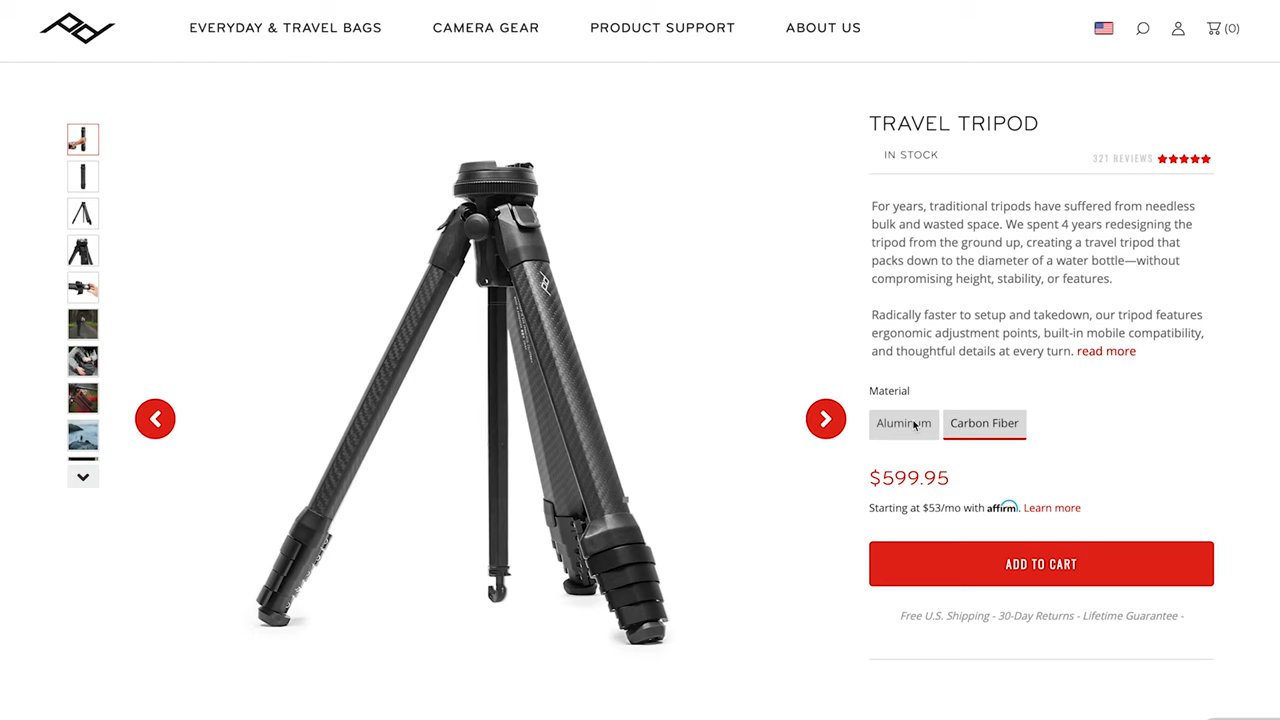 EVERYDAY & TRAVEL BAGS
CAMERA GEAR
PRODUCT SUPPORT
ABOUT US
(0)
TRAVEL TRIPOD
IN STOCK
321 REVIEWS
For years, traditional tripods have suffered from needless
bulk and wasted space. We spent 4 years redesigning the
tripod from the ground up, creating a travel tripod that
packs down to the diameter of a water bottle—without
compromising height, stability, or features.
Radically faster to setup and takedown, our tripod features
ergonomic adjustment points, built-in mobile compatibility,
and thoughtful details at every turn. read more
Material
Aluminum
Carbon Fiber
$599.95
Starting at $53/mo with affirm. Learn more
ADD TO CART
Free U.S. Shipping - 30-Day Returns - Lifetime Guarantee -